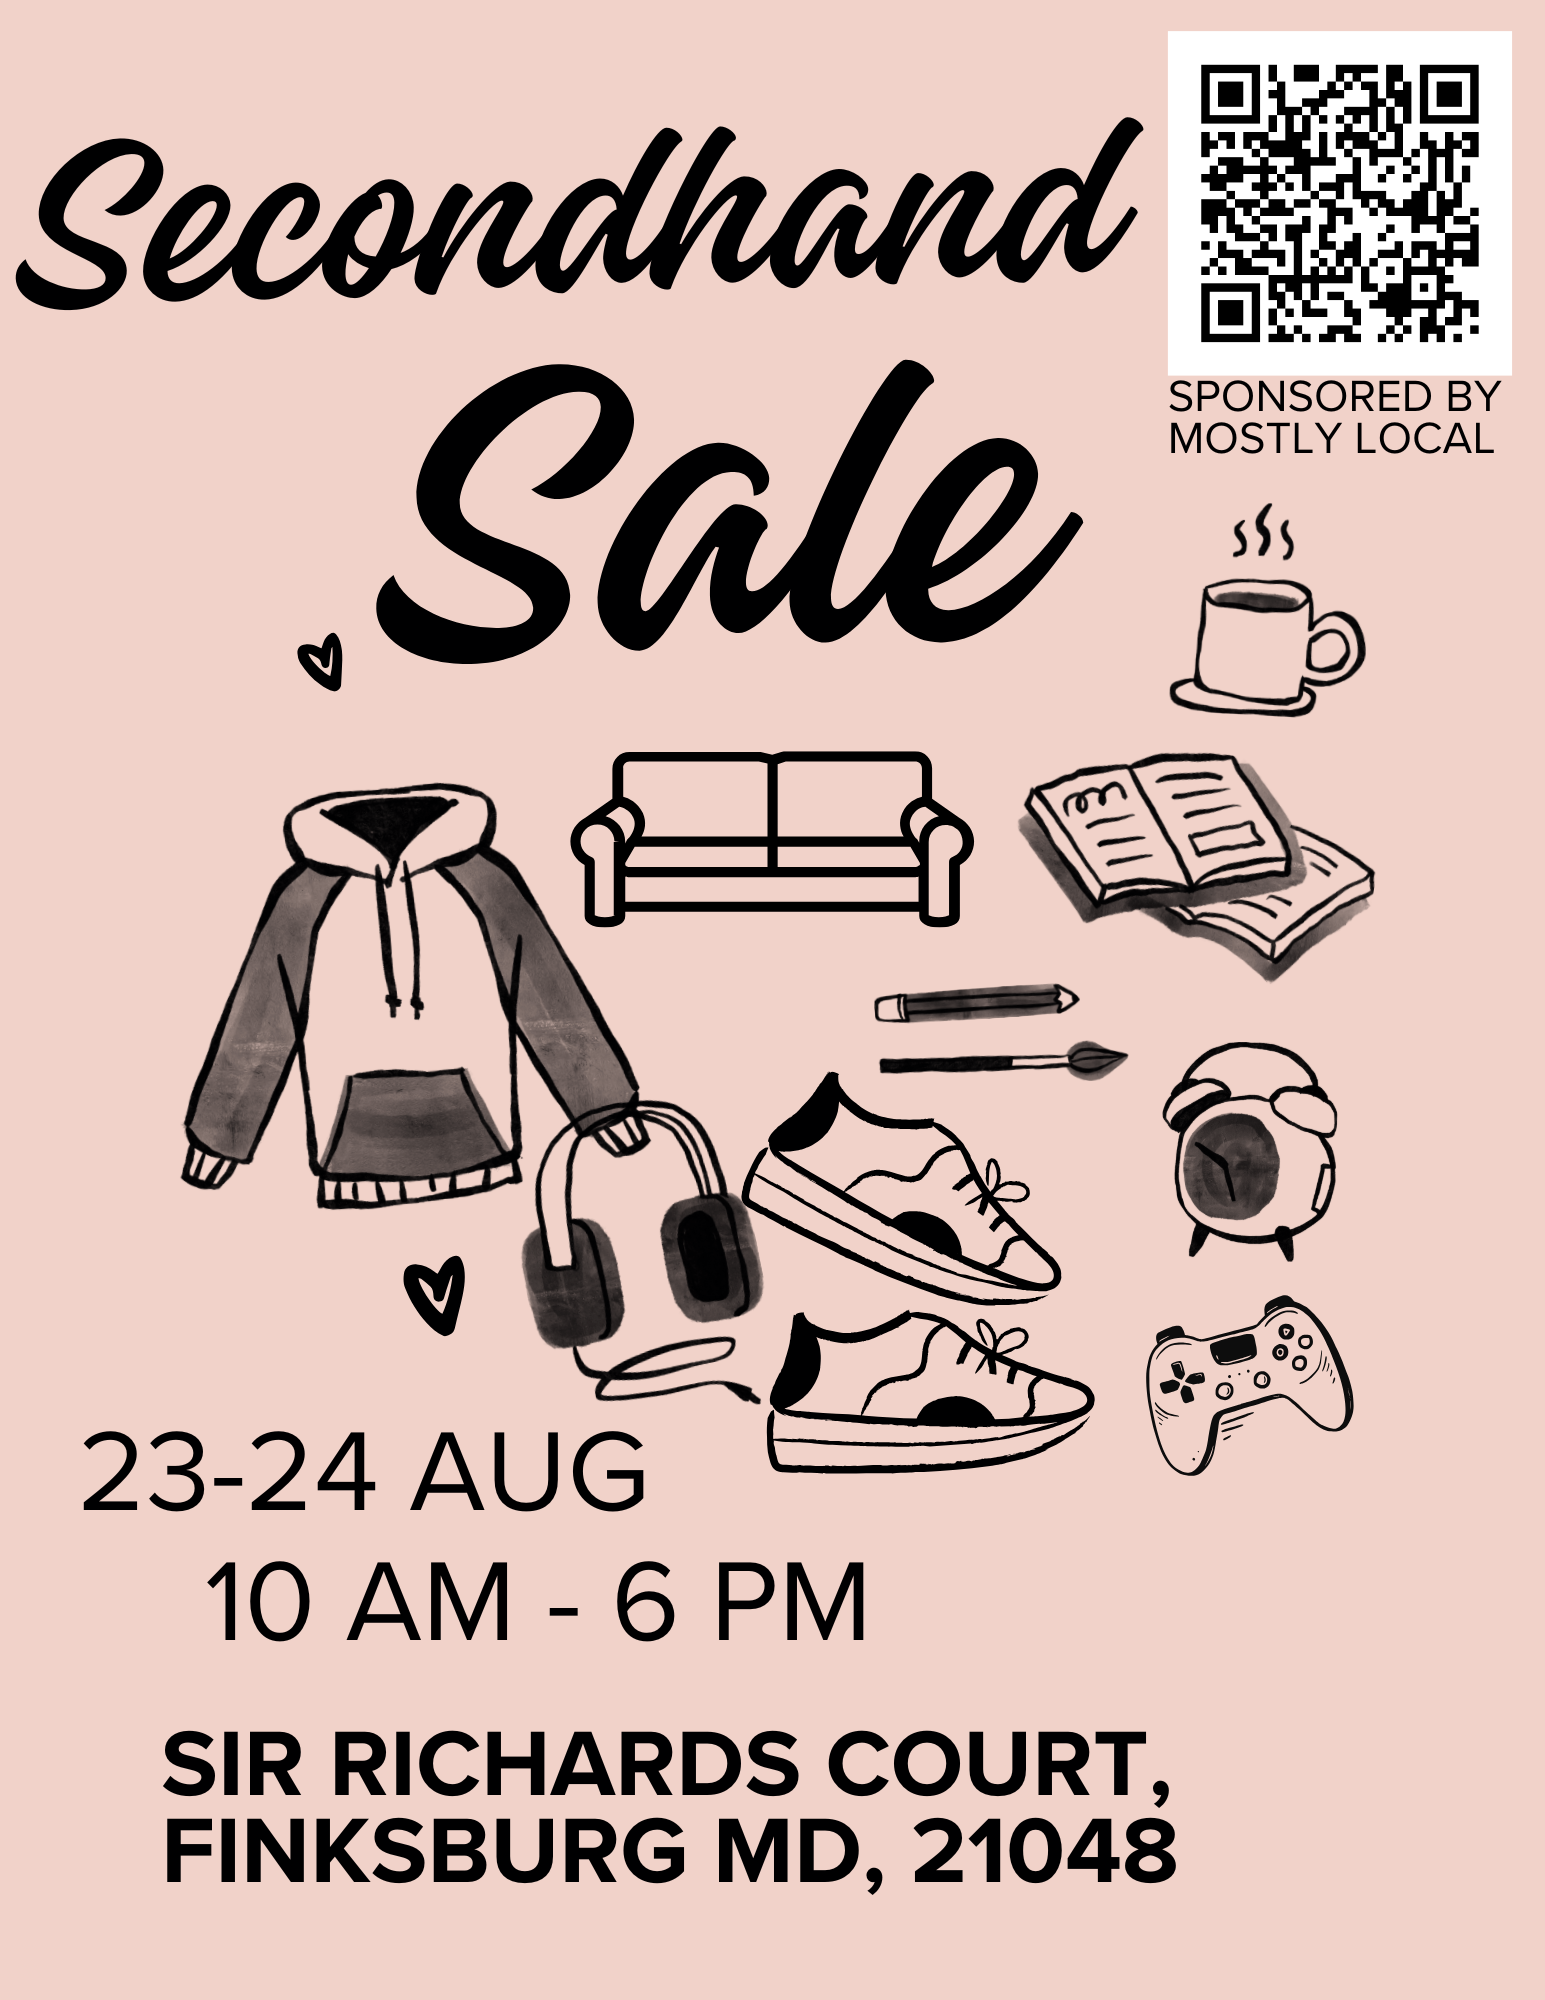 Secondhand
Sale
SPONSORED BY
MOSTLY LOCAL
23-24 AUG
10 AM - 6 PM
SIR RICHARDS COURT,
FINKSBURG MD, 21048